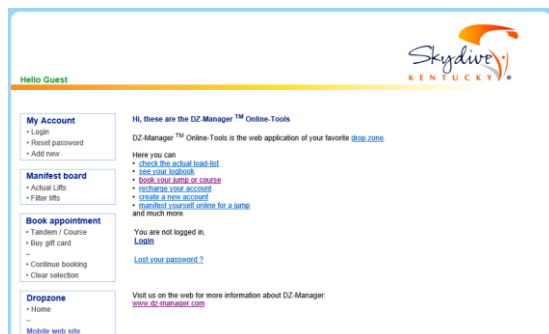 Skydive
KENTUCKY
Hello Guest
My Account
• Login
• Reset password
• Add new
Manifest board
• Actual Lifts
• Filter lifts
Book appointment
• Tandem / Course
• Buy gift card
–
• Continue booking
• Clear selection
Dropzone
• Home
–
Mobile web site
Hi, these are the DZ-Manager TM Online-Tools
DZ-Manager TM Online-Tools is the web application of your favorite drop zone.
Here you can
• check the actual load-list
• see your logbook
• book your jump or course
• recharge your account
• create a new account
• manifest yourself online for a jump
and much more.
You are not logged in,
Login
Lost your password ?
Visit us on the web for more information about DZ-Manager:
www.dz-manager.com